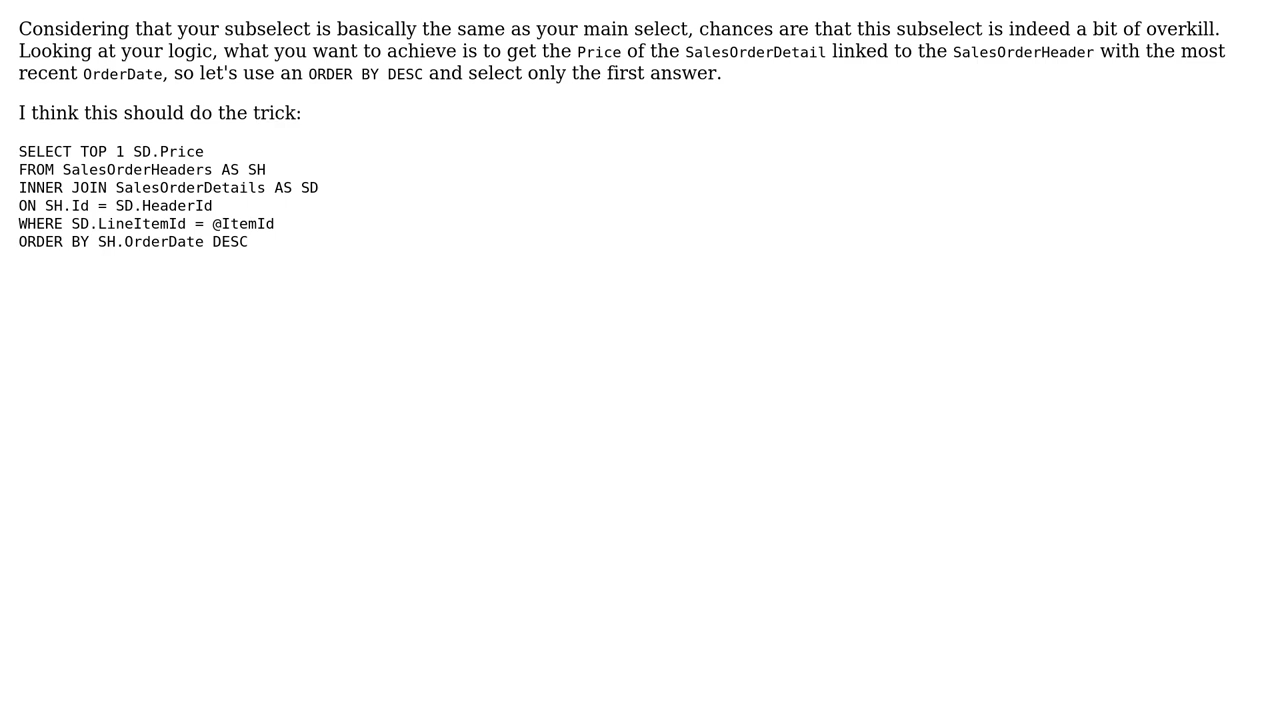 Considering that your subselect is basically the same as your main select, chances are that this subselect is indeed a bit of overkill.
Looking at your logic, what you want to achieve is to get the Price of the SalesOrderDetail linked to the SalesOrderHeader with the most
recent OrderDate, so let's use an ORDER BY DESC and select only the first answer.
I think this should do the trick:
SELECT TOP 1 SD.Price
FROM SalesOrderHeaders AS SH
INNER JOIN SalesOrderDetails AS SD
ON SH.Id = SD.HeaderId
WHERE SD.LineItemId = @ItemId
ORDER BY SH.OrderDate DESC